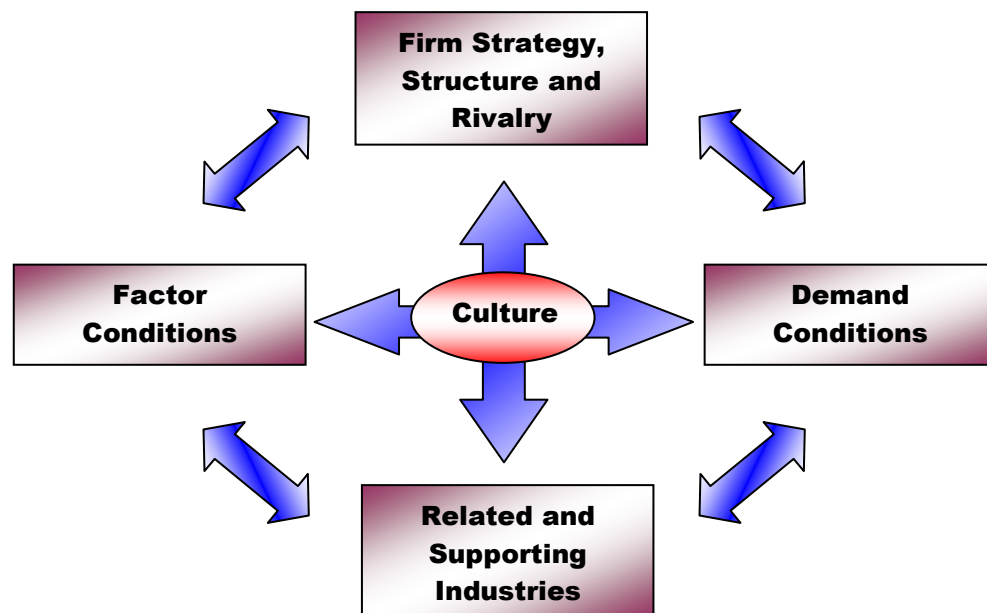 Firm Strategy,
Structure and
Rivalry
Factor
Conditions
Culture
Demand
Conditions
Related and
Supporting
Industries